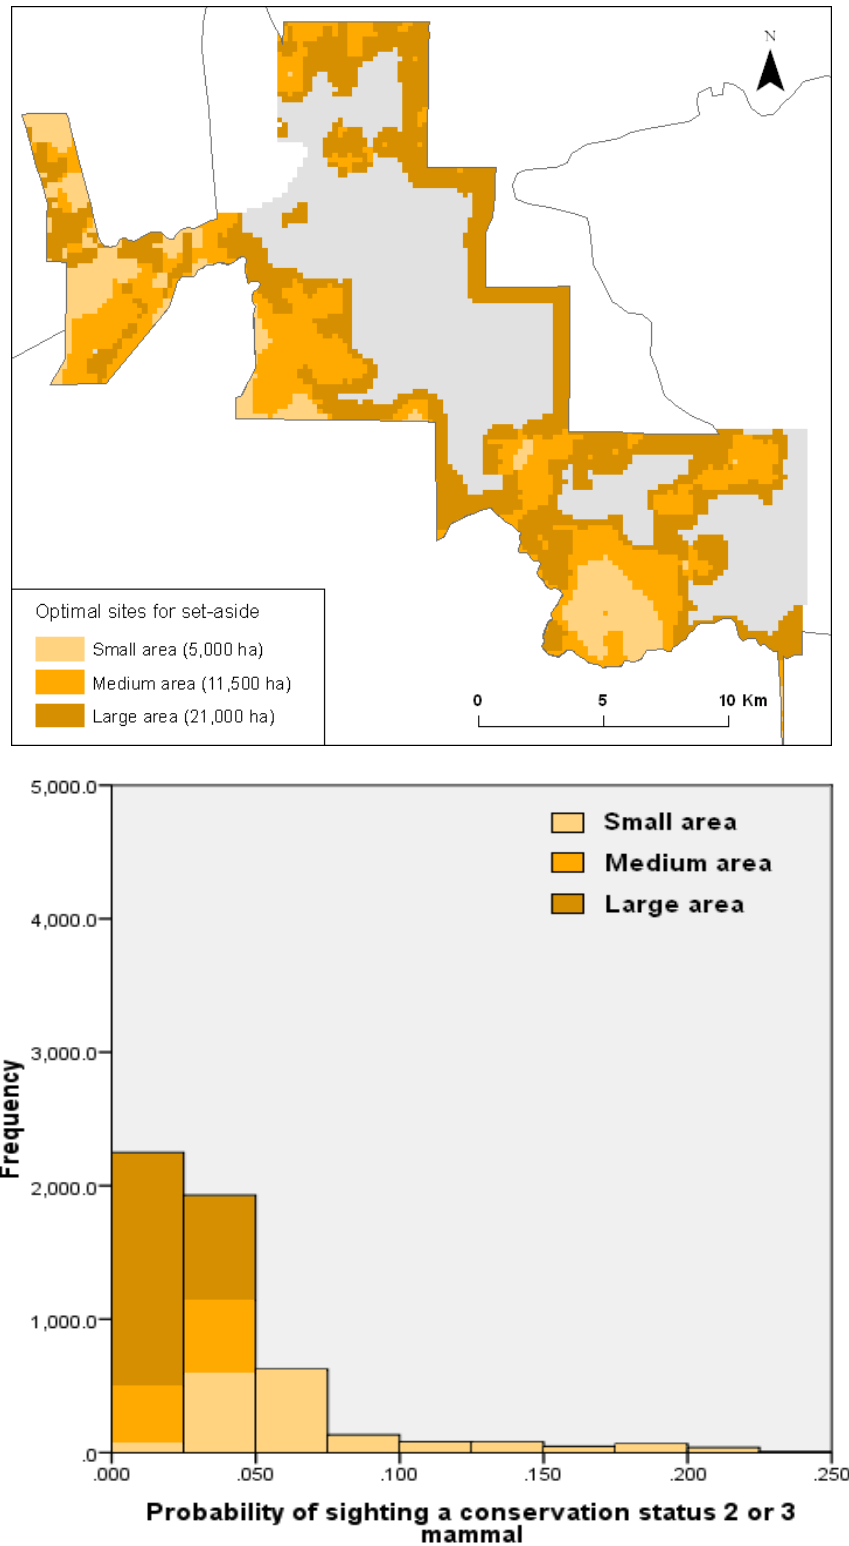 N
Optimal sites for set-aside
Small area (5,000 ha)
Medium area (11,500 ha)
Large area (21,000 ha)
0 5 10 Km
5,000.0
4,000.0
3,000.0
2,000.0
1,000.0
.0
Frequency
Small area
Medium area
Large area
.000 .050 .100 .150 .200 .250
Probability of sighting a conservation status 2 or 3
mammal